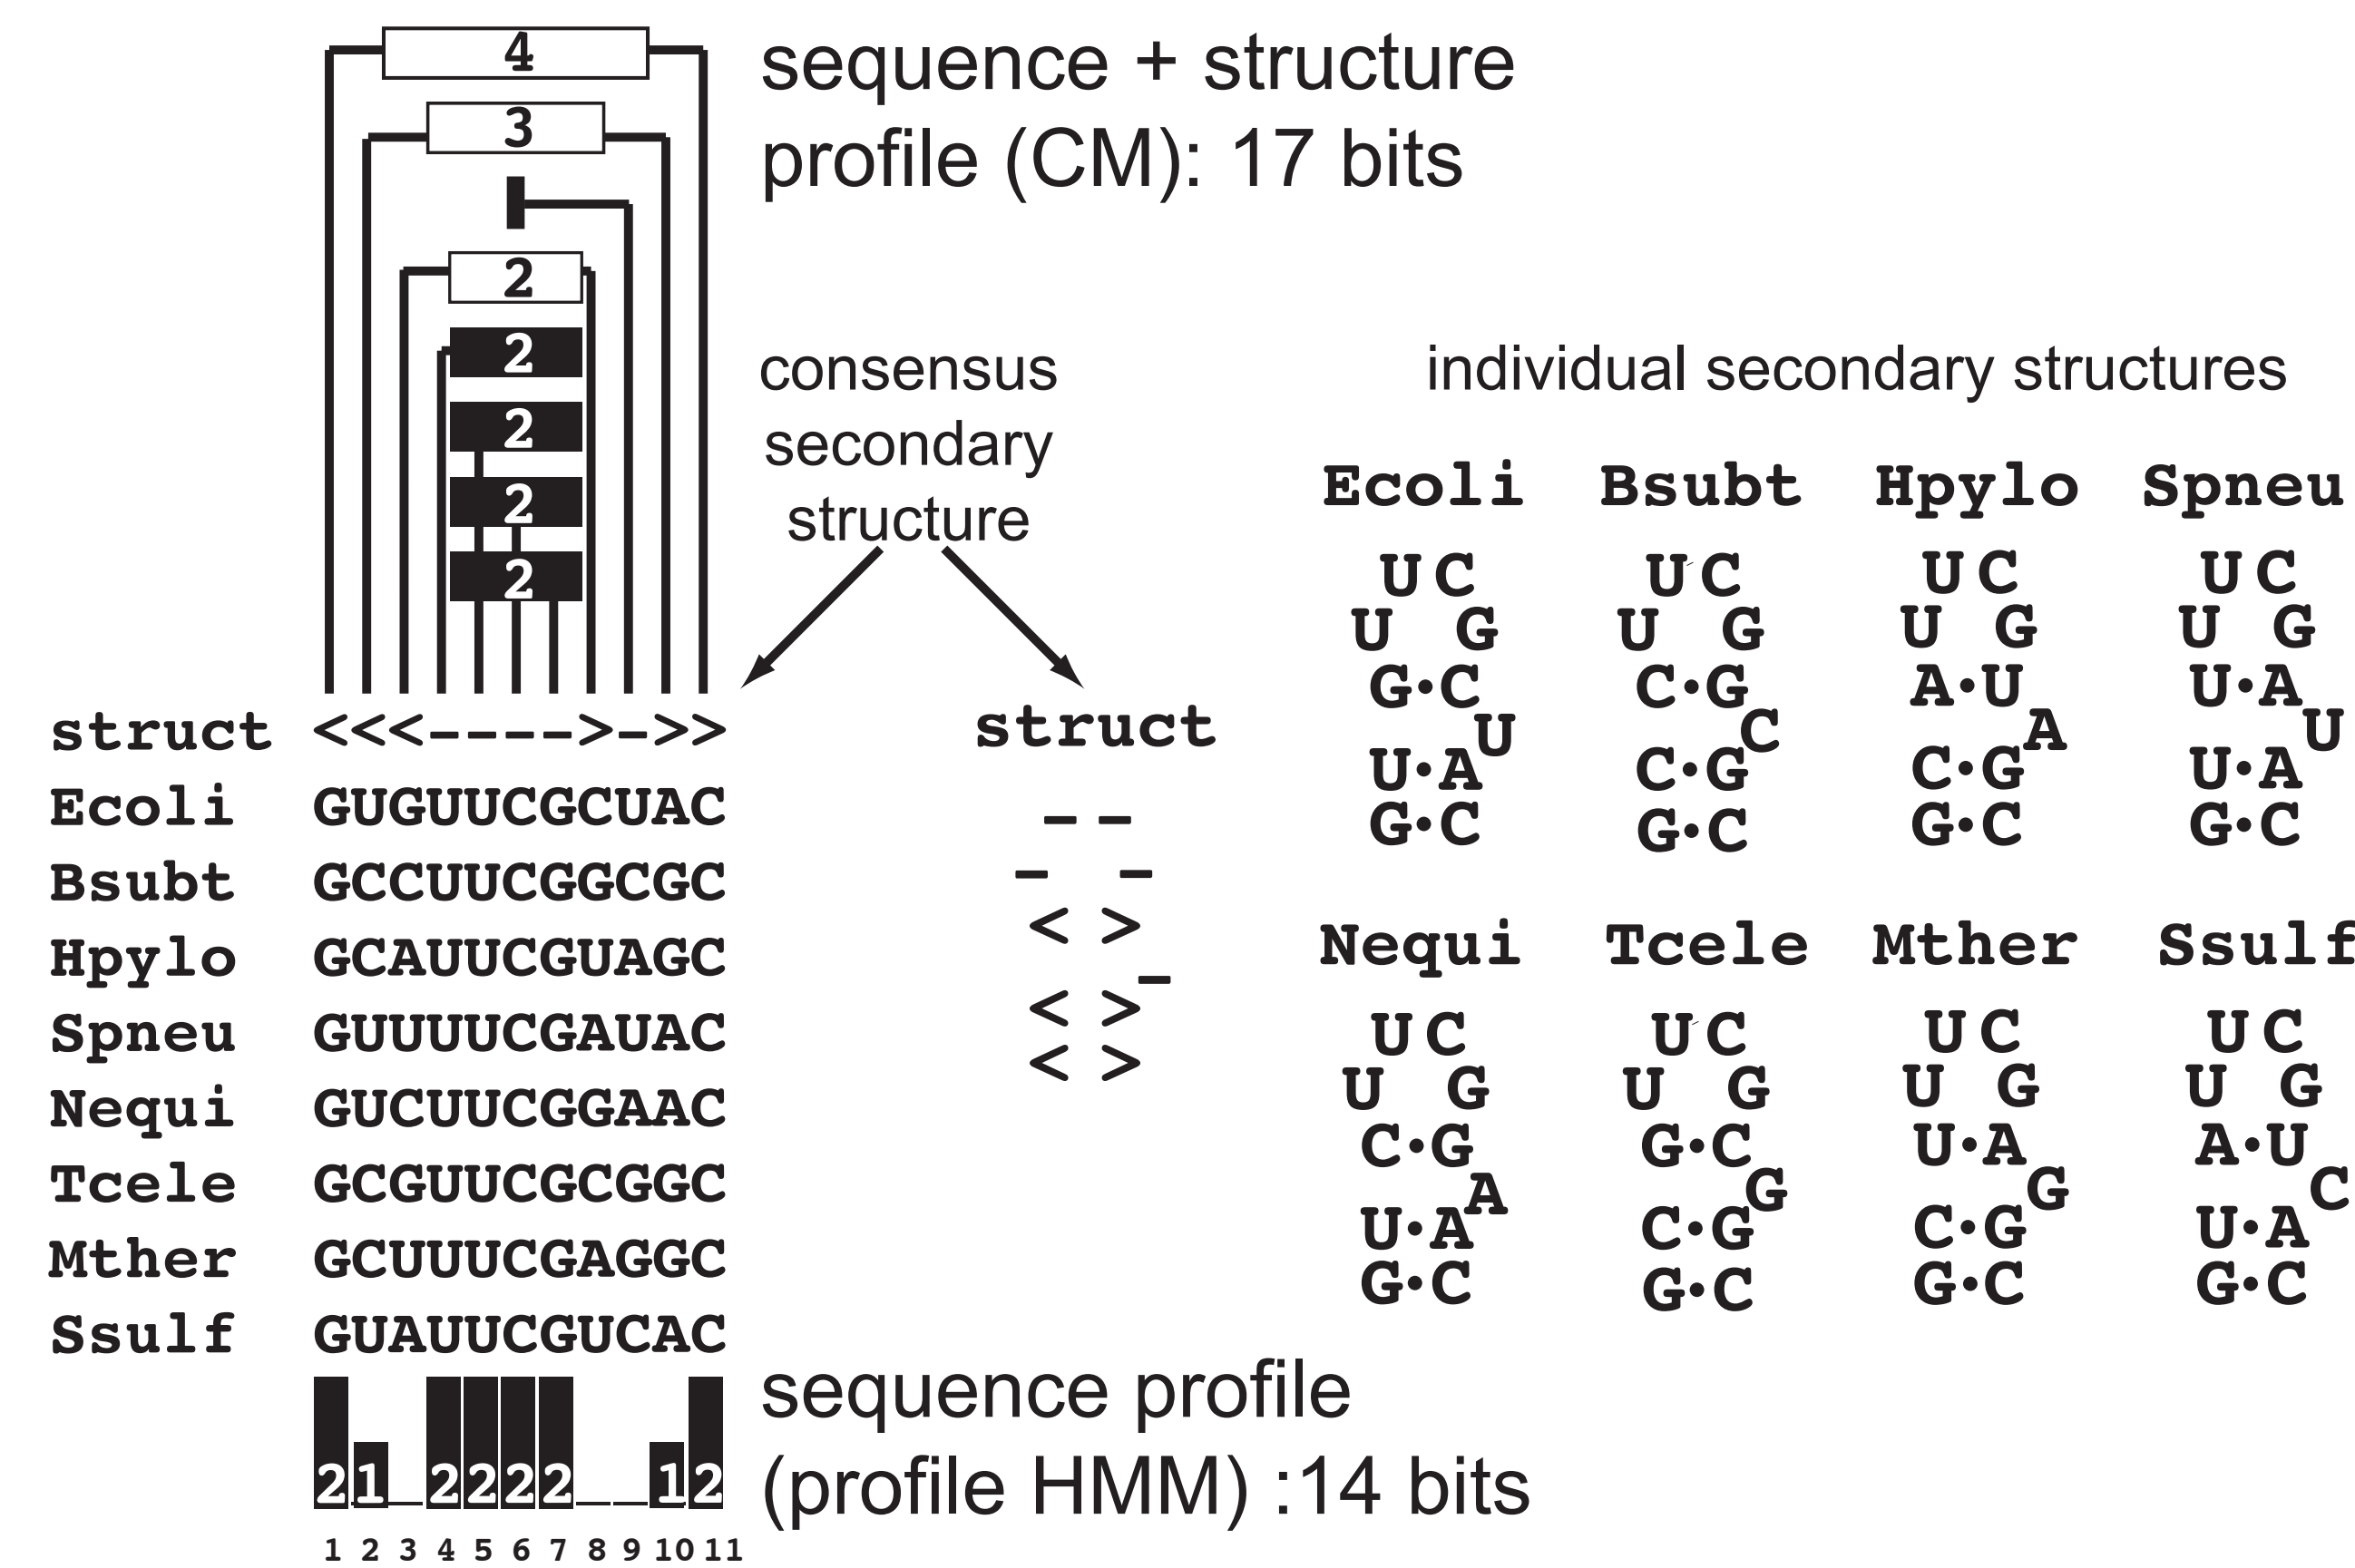 4
3
2
2
2
2
2
sequence + structure
profile (CM): 17 bits
consensus
secondary
structure
struct <<<----->->>
Ecoli GUGUUCGCUAC
Bsubt GCCUUCGGCGC
Hpylo GCAUUCGUAGC
Spneu GUUUUCGAUAC
Nequi GUCUUCGGAAC
Tcele GCGUUCGCGGC
Mther GCUUUCGAGGC
Ssulf GUAUUCGUCAC
2 1 _ 2 2 2 2 _ _ 1 2
1 2 3 4 5 6 7 8 9 10 11
sequence profile
(profile HMM) :14 bits
struct
- -
- -
< >
-
< >
< >
individual secondary structures
Ecoli Bsubt Hpylo Spneu
U C U C U C U C
U G U G U G U G
G•C C•G A•U U•A
U C A U
U•A C•G C•G U•A
G•C G•C G•C G•C
Nequi Tcele Mther Ssulf
U C U C U C U C
U G U G U G U G
C•G G•C U•A A•U
A G G C
U•A C•G C•G U•A
G•C G•C G•C G•C